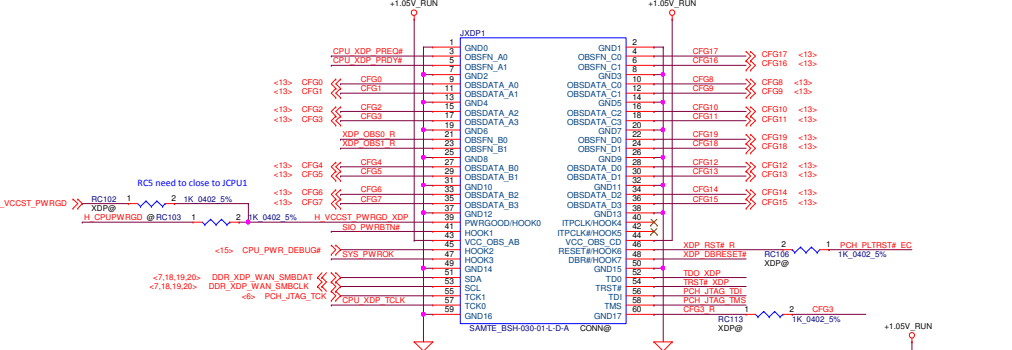 +1.05V_RUN +1.05V_RUN
JXDP1
1 GND0 GND1 2
CPU_XDP_PREQ# 3 OBSFN_A0 OBSFN_C0 4 CFG17 CFG17 <13>
CPU_XDP_PRDY# 5 OBSFN_A1 OBSFN_C1 6 CFG16 CFG16 <13>
7 GND2 GND3 8
<13> CFG0 CFG0 9 OBSDATA_A0 OBSDATA_C0 10 CFG8 CFG8 <13>
<13> CFG1 CFG1 11 OBSDATA_A1 OBSDATA_C1 12 CFG9 CFG9 <13>
13 GND4 GND5 14
<13> CFG2 CFG2 15 OBSDATA_A2 OBSDATA_C2 16 CFG10 CFG10 <13>
<13> CFG3 CFG3 17 OBSDATA_A3 OBSDATA_C3 18 CFG11 CFG11 <13>
19 GND6 GND7 20
XDP_OBS0_R 21 OBSFN_B0 OBSFN_D0 22 CFG19 CFG19 <13>
XDP_OBS1_R 23 OBSFN_B1 OBSFN_D1 24 CFG18 CFG18 <13>
25 GND8 GND9 26
<13> CFG4 CFG4 27 OBSDATA_B0 OBSDATA_D0 28 CFG12 CFG12 <13>
<13> CFG5 CFG5 29 OBSDATA_B1 OBSDATA_D1 30 CFG13 CFG13 <13>
RC5 need to close to JCPU1
31 GND10 GND11 32
<13> CFG6 CFG6 33 OBSDATA_B2 OBSDATA_D2 34 CFG14 CFG14 <13>
<13> CFG7 CFG7 35 OBSDATA_B3 OBSDATA_D3 36 CFG15 CFG15 <13>
_VCCST_PWRGD RC102 1 2 1K_0402_5%
XDP@
37 GND12 GND13 38
H_CPUPWRGD @ RC103 1 2 1K_0402_5% H_VCCST_PWRGD_XDP 39 PWRGOOD/HOOK0 ITPCLK/HOOK4 40
SIO_PWRBTN# 41 HOOK1 ITPCLK#/HOOK5 42
43 VCC_OBS_AB VCC_OBS_CD 44
<15> CPU_PWR_DEBUG# 45 HOOK2 RESET#/HOOK6 46 XDP_RST#_R 2 1 PCH_PLTRST#_EC
SYS_PWROK 47 HOOK3 DBR#/HOOK7 48 XDP_DBRESET# RC106 1K_0402_5%
XDP@
49 GND14 GND15 50
<7,18,19,20> DDR_XDP_WAN_SMBDAT 51 SDA TD0 52 TDO_XDP
<7,18,19,20> DDR_XDP_WAN_SMBCLK 53 SCL TRST# 54 TRST#_XDP
<6> PCH_JTAG_TCK 55 TCK1 TDI 56 PCH_JTAG_TDI
CPU_XDP_TCLK 57 TCK0 TMS 58 PCH_JTAG_TMS
59 GND16 GND17 60 CFG3_R 1 2 CFG3
RC113 1K_0402_5%
XDP@
SAMTE_BSH-030-01-L-D-A CONN@
+1.05V_RUN